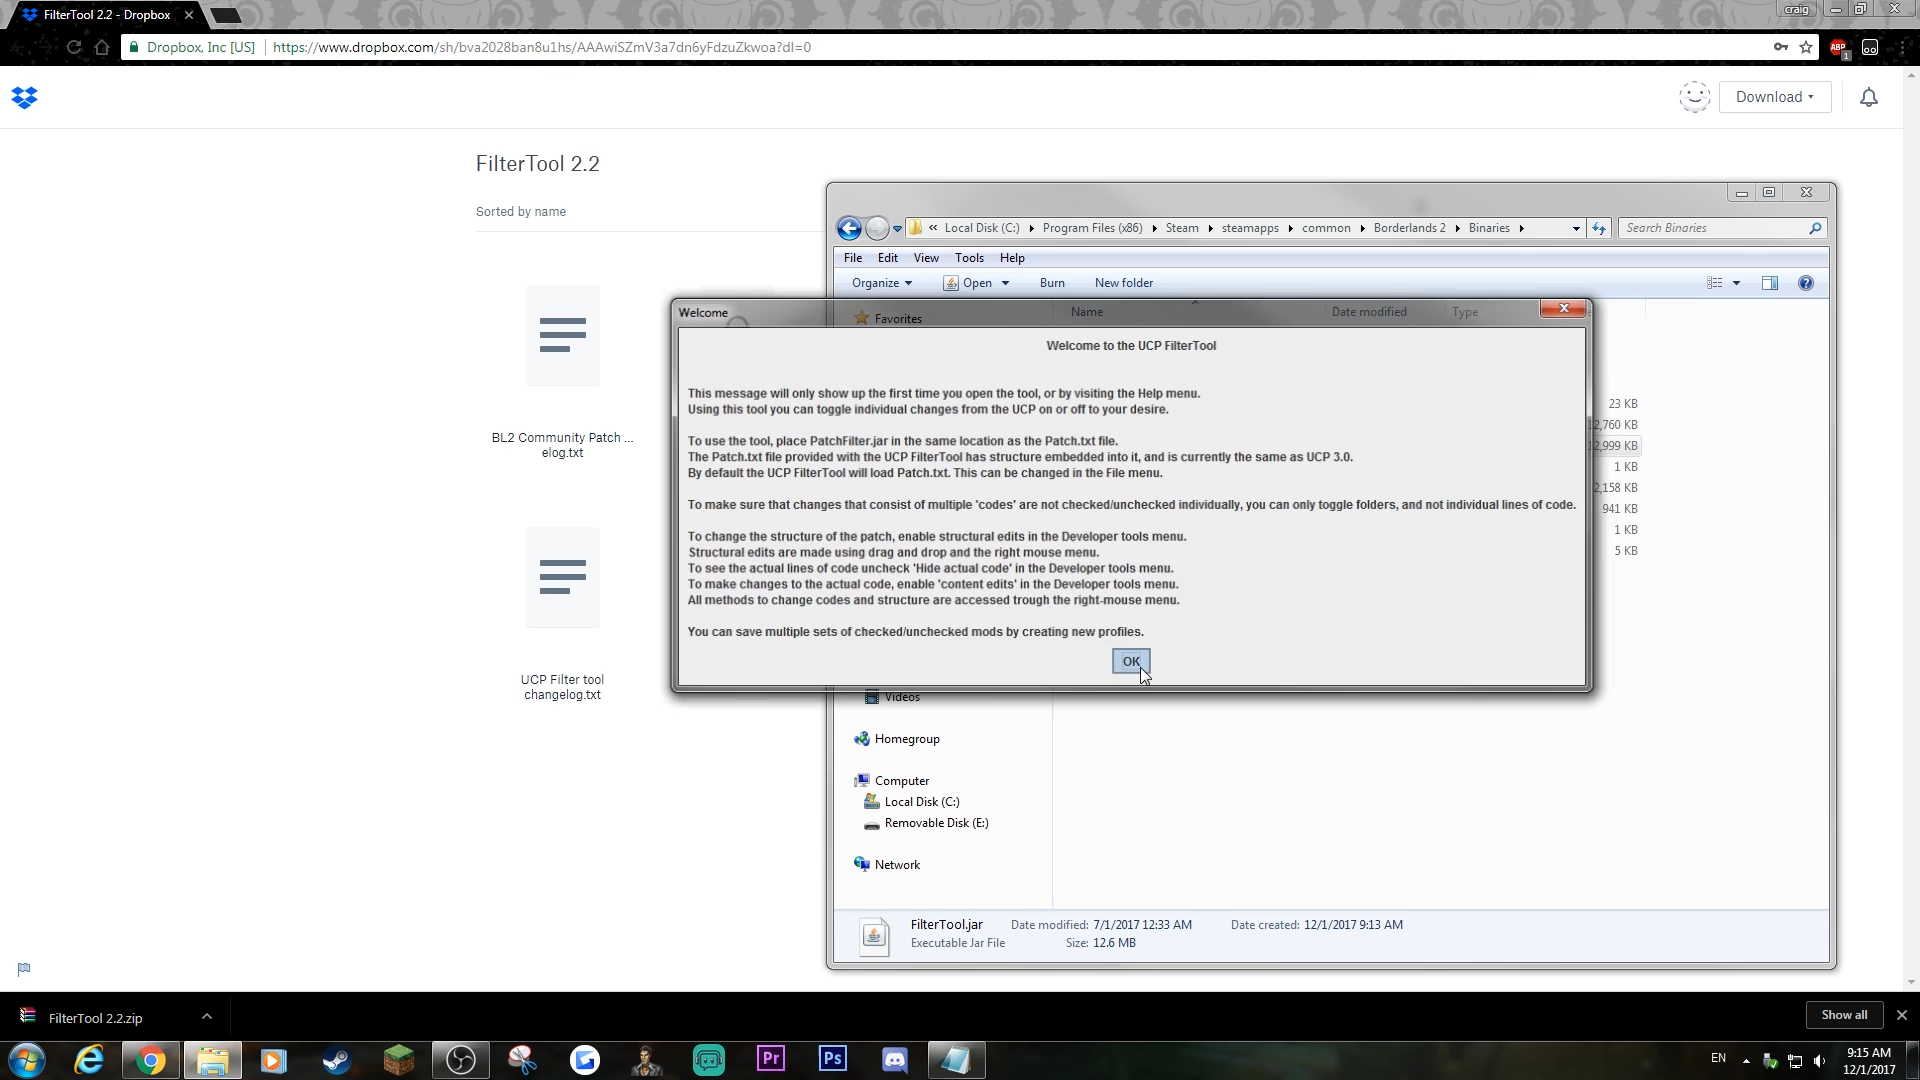 FilterTool 2.2 - Dropbox
craig
Dropbox, Inc [US]
https://www.dropbox.com/sh/bva2028ban8u1hs/AAAwiSZmV3a7dn6yFdzuZkwoa?dl=0
ABP
1
Download
FilterTool 2.2
Sorted by name
BL2 Community Patch ...
elog.txt
UCP Filter tool
changelog.txt
« Local Disk (C:) Program Files (x86) Steam steamapps common Borderlands 2 Binaries
Search Binaries
File Edit View Tools Help
Organize Open Burn New folder
Favorites
Name Date modified Type
Welcome
Welcome to the UCP FilterTool
This message will only show up the first time you open the tool, or by visiting the Help menu.
Using this tool you can toggle individual changes from the UCP on or off to your desire.
To use the tool, place PatchFilter.jar in the same location as the Patch.txt file.
The Patch.txt file provided with the UCP FilterTool has structure embedded into it, and is currently the same as UCP 3.0.
By default the UCP FilterTool will load Patch.txt. This can be changed in the File menu.
To make sure that changes that consist of multiple 'codes' are not checked/unchecked individually, you can only toggle folders, and not individual lines of code.
To change the structure of the patch, enable structural edits in the Developer tools menu.
Structural edits are made using drag and drop and the right mouse menu.
To see the actual lines of code uncheck 'Hide actual code' in the Developer tools menu.
To make changes to the actual code, enable 'content edits' in the Developer tools menu.
All methods to change codes and structure are accessed trough the right-mouse menu.
You can save multiple sets of checked/unchecked mods by creating new profiles.
OK
23 KB
2,760 KB
2,999 KB
1 KB
2,158 KB
941 KB
1 KB
5 KB
Videos
Homegroup
Computer
Local Disk (C:)
Removable Disk (E:)
Network
FilterTool.jar Date modified: 7/1/2017 12:33 AM Date created: 12/1/2017 9:13 AM
Executable Jar File Size: 12.6 MB
FilterTool 2.2.zip
Show all
Pr
Ps
EN
9:15 AM
12/1/2017